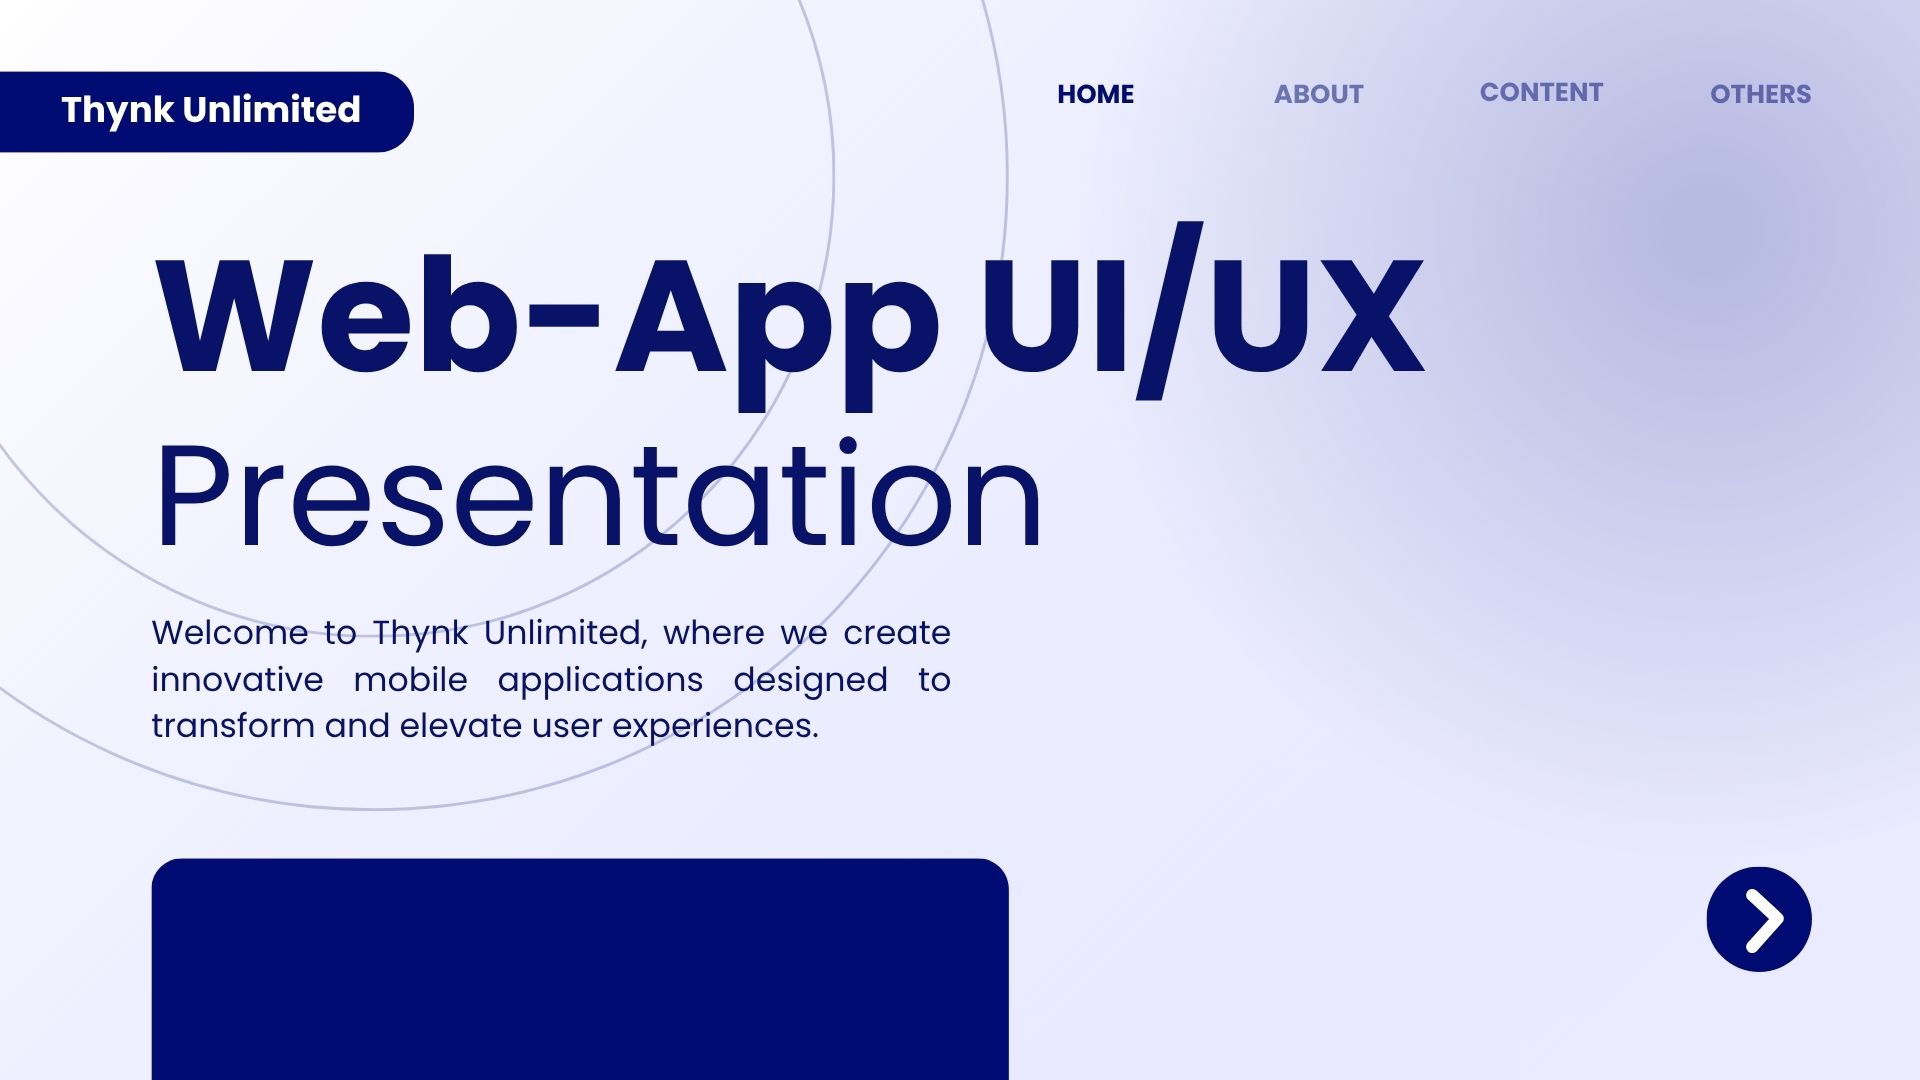 Thynk Unlimited
HOME ABOUT CONTENT OTHERS
Web-App UI/UX
Presentation
Welcome to Thynk Unlimited, where we create
innovative mobile applications designed to
transform and elevate user experiences.